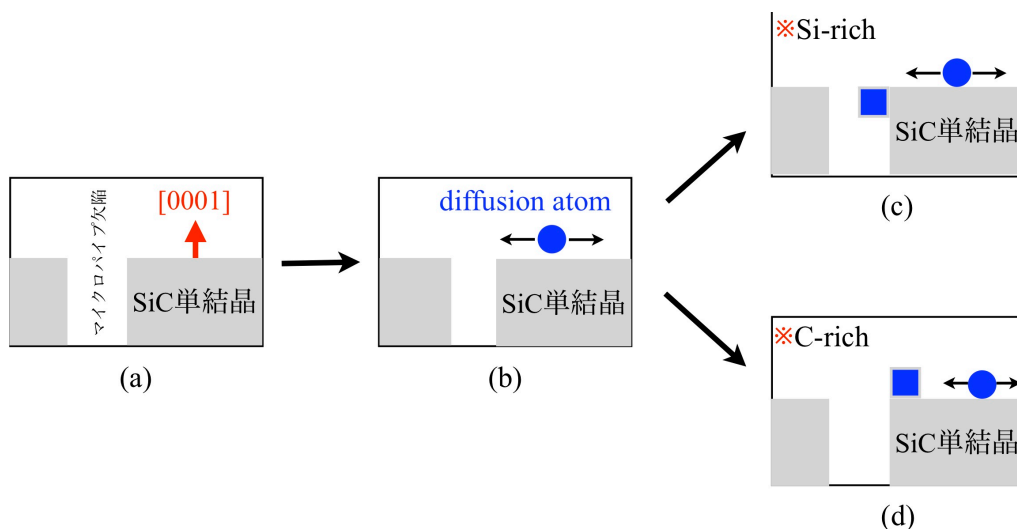 マイクロパイプ欠陥
[0001]
SiC単結晶
(a)
diffusion atom
SiC単結晶
(b)
※Si-rich
SiC単結晶
(c)
※C-rich
SiC単結晶
(d)